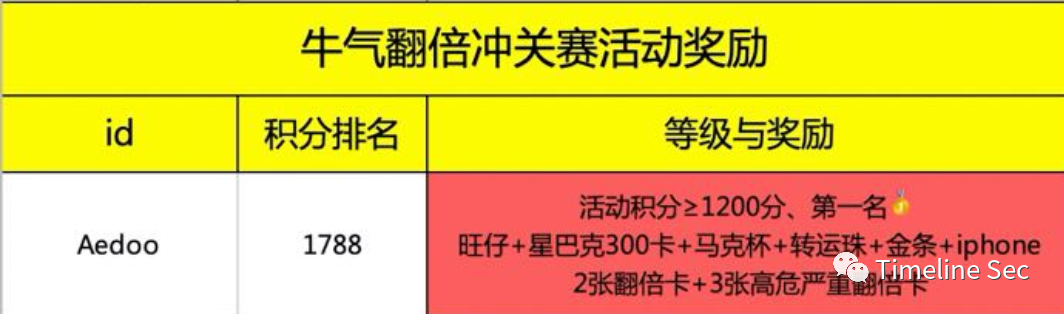 牛气翻倍冲关赛活动奖励
id 积分排名 等级与奖励
活动积分≥1200分、第一名
Aedoo 1788 旺仔+星巴克300卡+马克杯+转运珠+金条+iphone
2张翻倍卡+3张高危严重翻倍卡
Timeline Sec